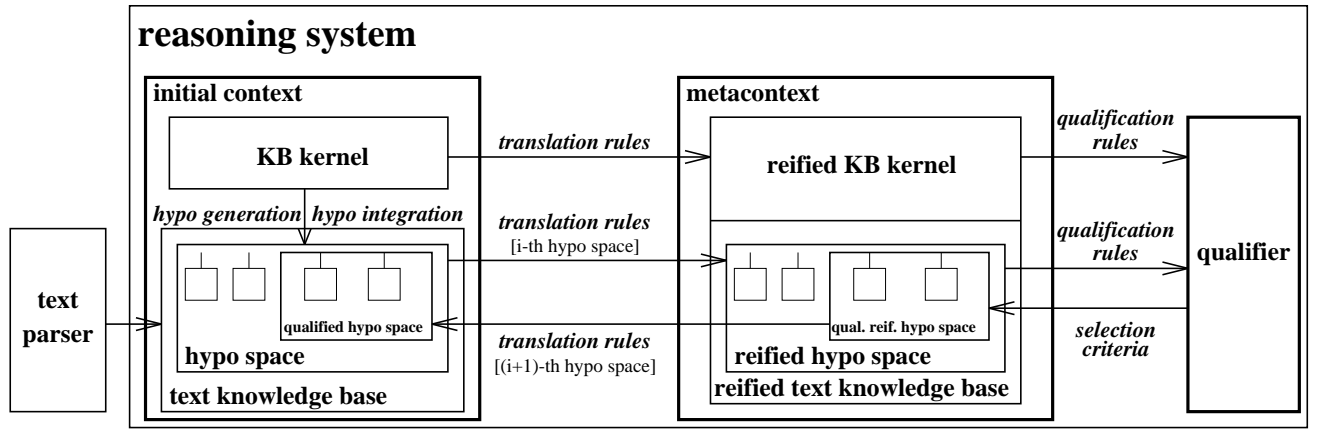 reasoning system
initial context
metacontext
KB kernel
translation rules
reified KB kernel
qualification
rules
hypo generation
hypo integration
translation rules
[i-th hypo space]
qualification
rules
qualifier
text
parser
qualified hypo space
qual. reif. hypo space
hypo space
translation rules
[(i+1)-th hypo space]
reified hypo space
selection
criteria
text knowledge base
reified text knowledge base